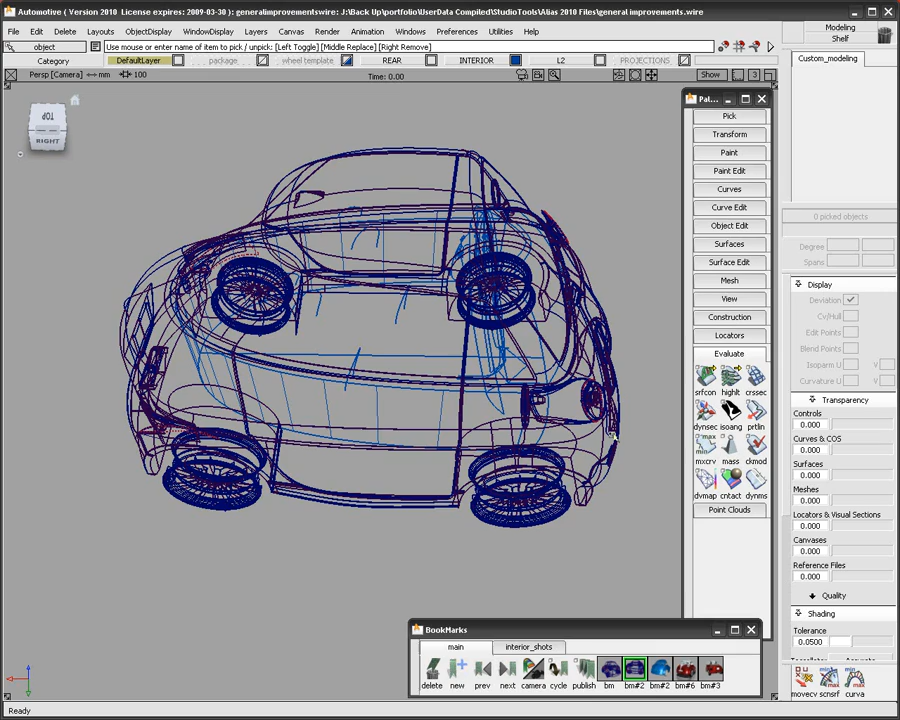 Automotive ( Version 2010  License expires: 2009-03-30 ): generalimprovementswire: J:\Back Up\portfolio\UserData Compiled\StudioTools\Alias 2010 Files\general improvements.wire
File Edit Delete Layouts ObjectDisplay WindowDisplay Layers Canvas Render Animation Windows Preferences Utilities Help
object
Use mouse or enter name of item to pick / unpick: [Left Toggle] [Middle Replace] [Right Remove]
Category DefaultLayer package wheel template REAR INTERIOR L2 PROJECTIONS
Persp [Camera] mm 100 Time: 0.00 Show 3
Modeling
Shelf
Custom_modeling
TOP
RIGHT
Pal...
Pick
Transform
Paint
Paint Edit
Curves
Curve Edit
Object Edit
Surfaces
Surface Edit
Mesh
View
Construction
Locators
Evaluate
srfcon highlt crssec
dynsec isoang prtlin
mxcrv mass ckmod
dvmap cntact dynms
Point Clouds
0 picked objects
Degree
Spans
Display
Deviation
Cv/Hull
Edit Points
Blend Points
Isoparm U V
Curvature U V
Transparency
Controls
0.000
Curves & COS
0.000
Surfaces
0.000
Meshes
0.000
Locators & Visual Sections
0.000
Canvases
0.000
Reference Files
0.000
Quality
Shading
Tolerance
0.0500
movecv scnsrf curva
BookMarks
main interior_shots
delete new prev next camera cycle publish bm bm#2 bm#2 bm#6 bm#3
Ready